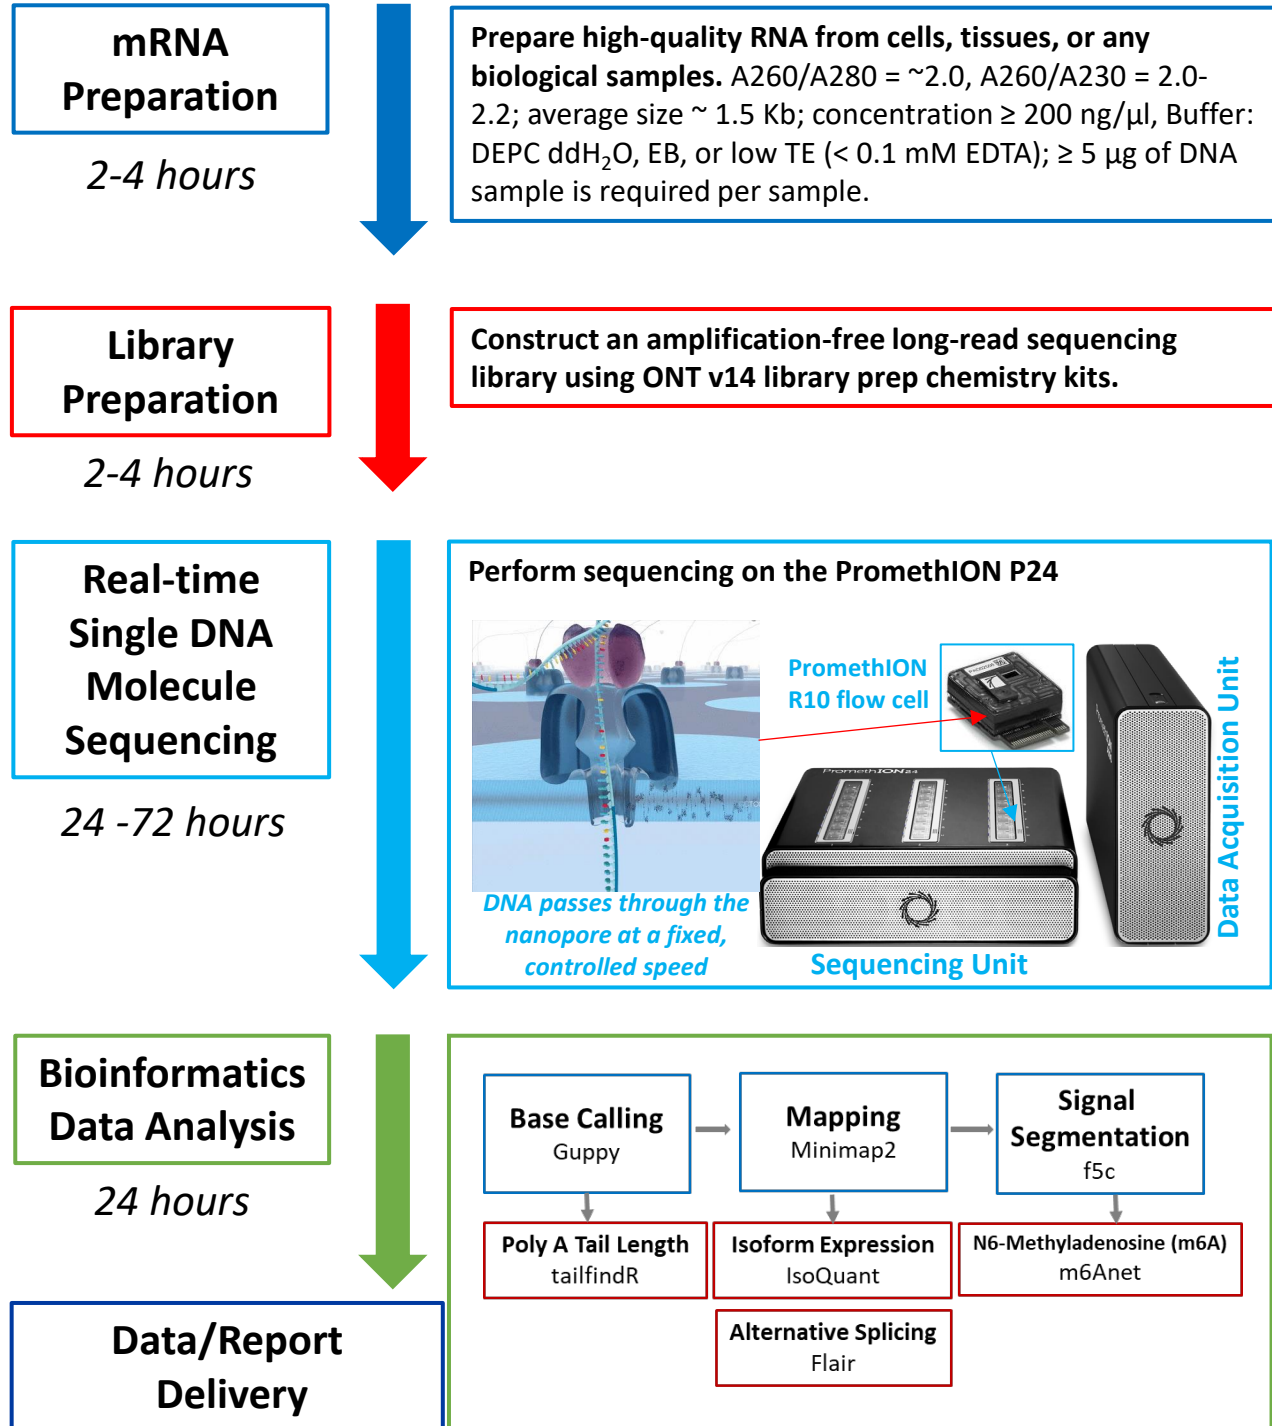 mRNA
Preparation
2-4 hours
Prepare high-quality RNA from cells, tissues, or any
biological samples. A260/A280 = ~2.0, A260/A230 = 2.0-
2.2; average size ~ 1.5 Kb; concentration ≥ 200 ng/µl, Buffer:
DEPC ddH₂O, EB, or low TE (< 0.1 mM EDTA); ≥ 5 µg of DNA
sample is required per sample.
Library
Preparation
2-4 hours
Construct an amplification-free long-read sequencing
library using ONT v14 library prep chemistry kits.
Real-time
Single DNA
Molecule
Sequencing
24 -72 hours
Perform sequencing on the PromethION P24
PromethION
R10 flow cell
PromethION24
DNA passes through the
nanopore at a fixed,
controlled speed
Sequencing Unit
Data Acquisition Unit
Bioinformatics
Data Analysis
24 hours
Base Calling
Guppy
Mapping
Minimap2
Signal
Segmentation
f5c
Poly A Tail Length
tailfindR
Isoform Expression
IsoQuant
N6-Methyladenosine (m6A)
m6Anet
Alternative Splicing
Flair
Data/Report
Delivery